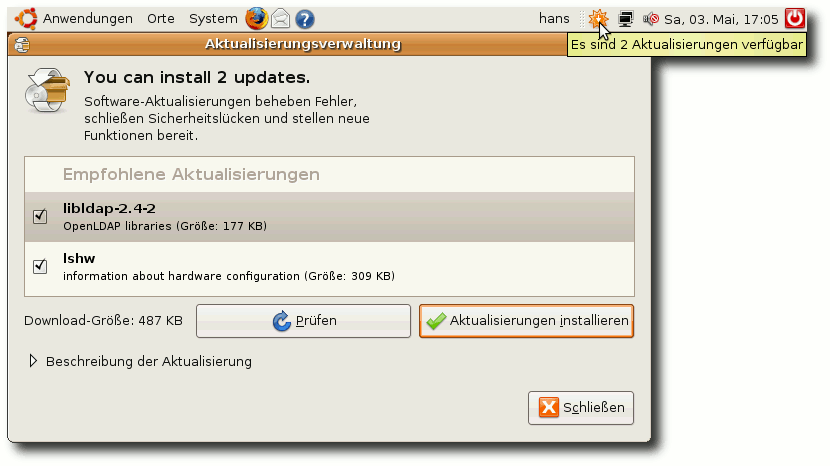 Anwendungen Orte System hans Sa, 03. Mai, 17:05
Aktualisierungsverwaltung
Es sind 2 Aktualisierungen verfügbar
You can install 2 updates.
Software-Aktualisierungen beheben Fehler,
schließen Sicherheitslücken und stellen neue
Funktionen bereit.
Empfohlene Aktualisierungen
libldap-2.4-2
OpenLDAP libraries (Größe: 177 KB)
lshw
information about hardware configuration (Größe: 309 KB)
Download-Größe: 487 KB Prüfen Aktualisierungen installieren
Beschreibung der Aktualisierung
Schließen